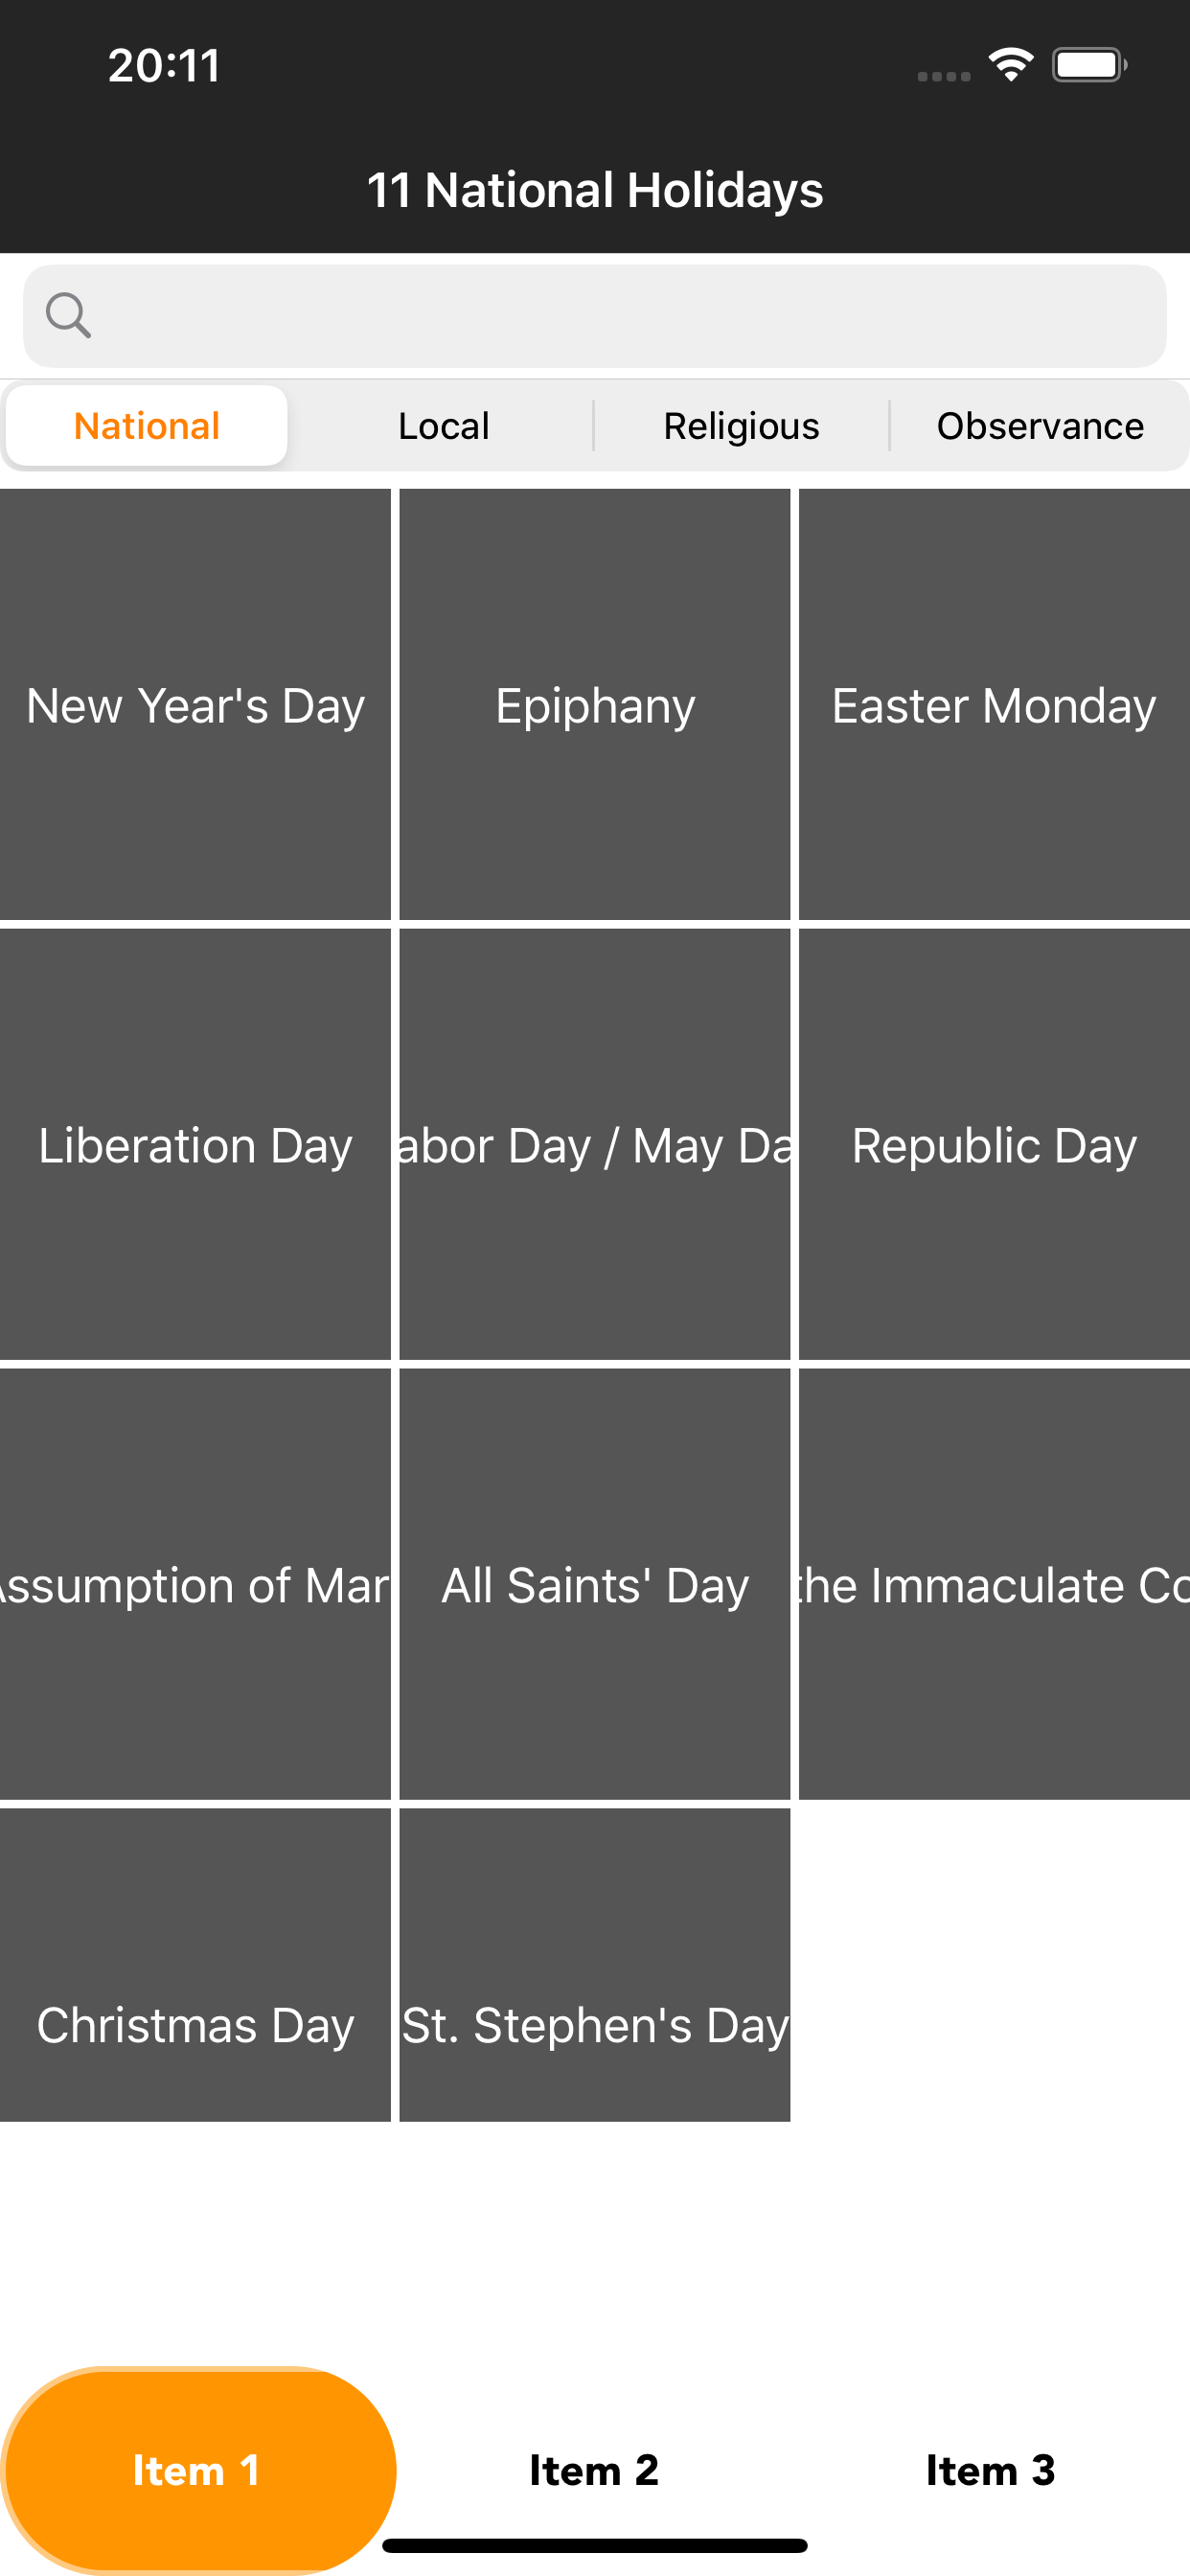 20:11
11 National Holidays
National Local Religious Observance
New Year's Day Epiphany Easter Monday
Liberation Day abor Day / May Da Republic Day
Assumption of Mar All Saints' Day the Immaculate Co
Christmas Day St. Stephen's Day
Item 1 Item 2 Item 3